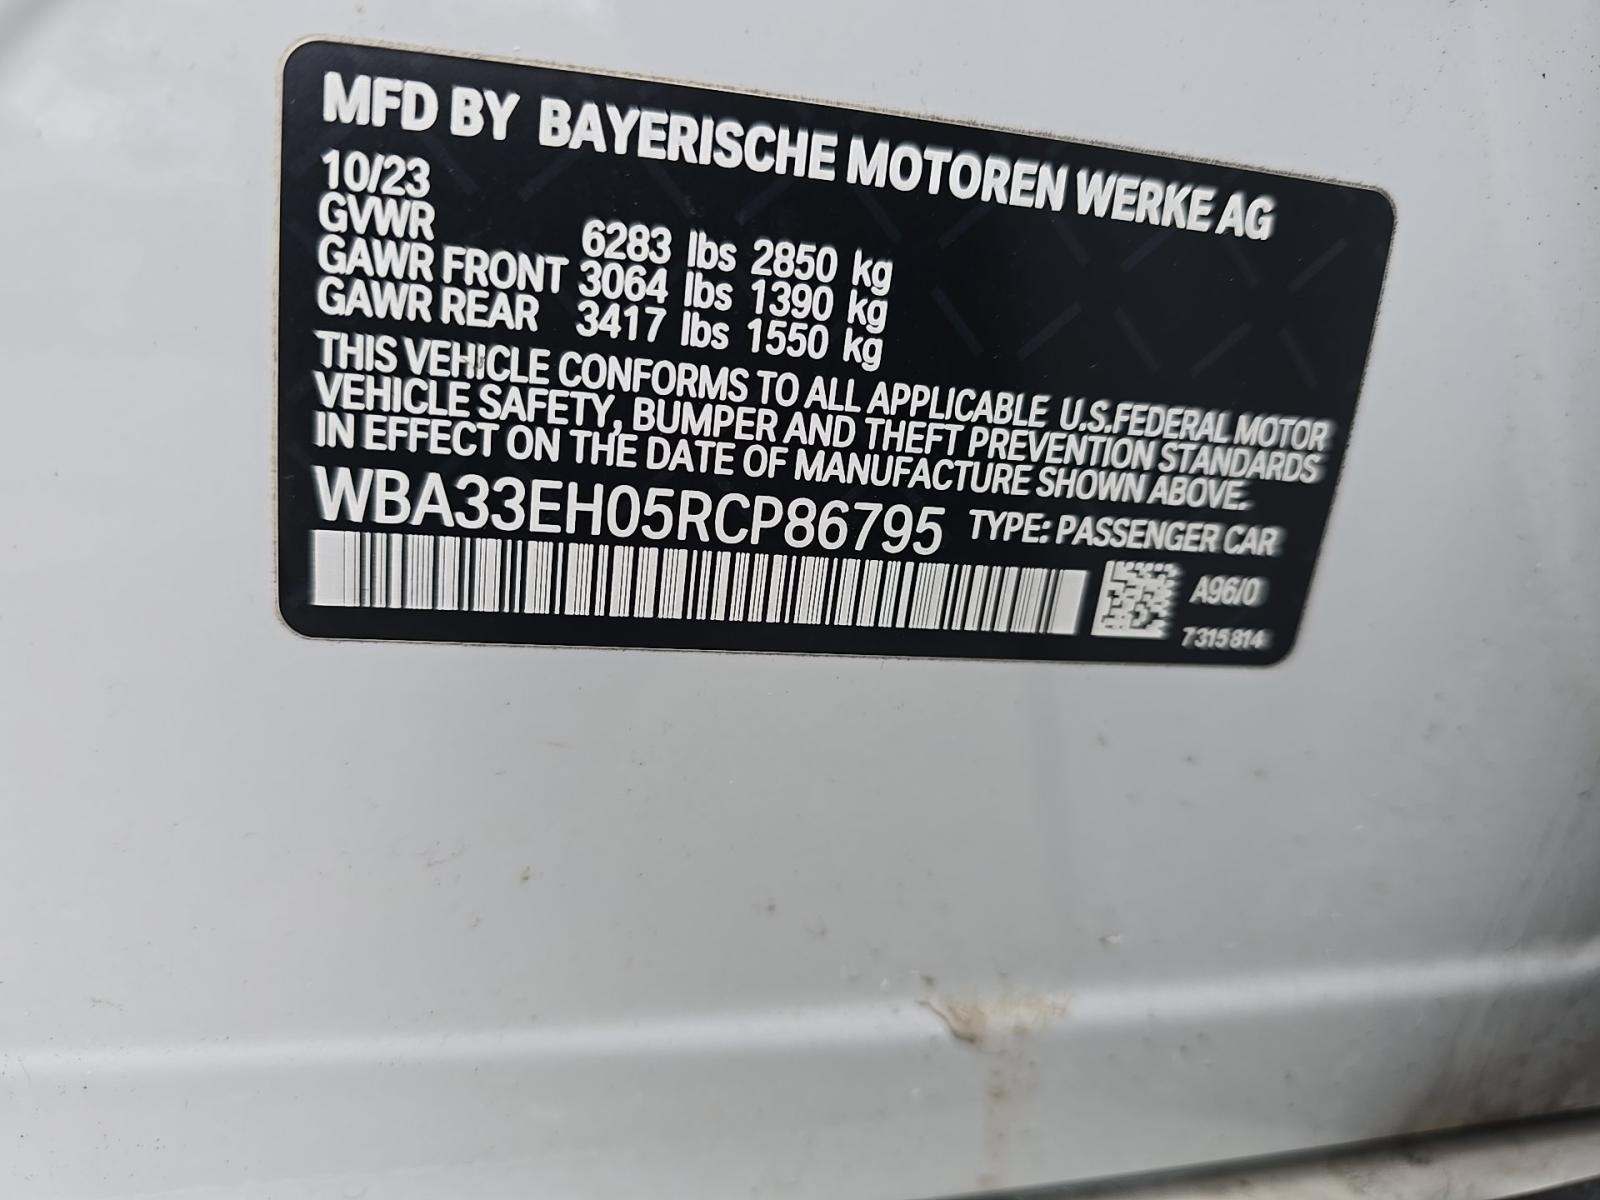 MFD BY BAYERISCHE MOTOREN WERKE AG
10/23
GVWR 6283 lbs 2850 kg
GAWR FRONT 3064 lbs 1390 kg
GAWR REAR 3417 lbs 1550 kg
THIS VEHICLE CONFORMS TO ALL APPLICABLE U.S.FEDERAL MOTOR
VEHICLE SAFETY, BUMPER AND THEFT PREVENTION STANDARDS
IN EFFECT ON THE DATE OF MANUFACTURE SHOWN ABOVE.
WBA33EH05RCP86795 TYPE: PASSENGER CAR
A96/0
7315814